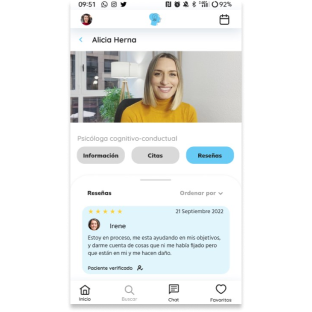 09:51 92%
Alicia Herna
Psicóloga cognitivo-conductual
Información Citas Reseñas
Reseñas Ordenar por
21 Septiembre 2022
Irene
Estoy en proceso, me esta ayudando en mis objetivos,
y darme cuenta de cosas que ni me había fijado pero
que están en mi y me hacen daño.
Paciente verificado
Inicio Buscar Chat Favoritos